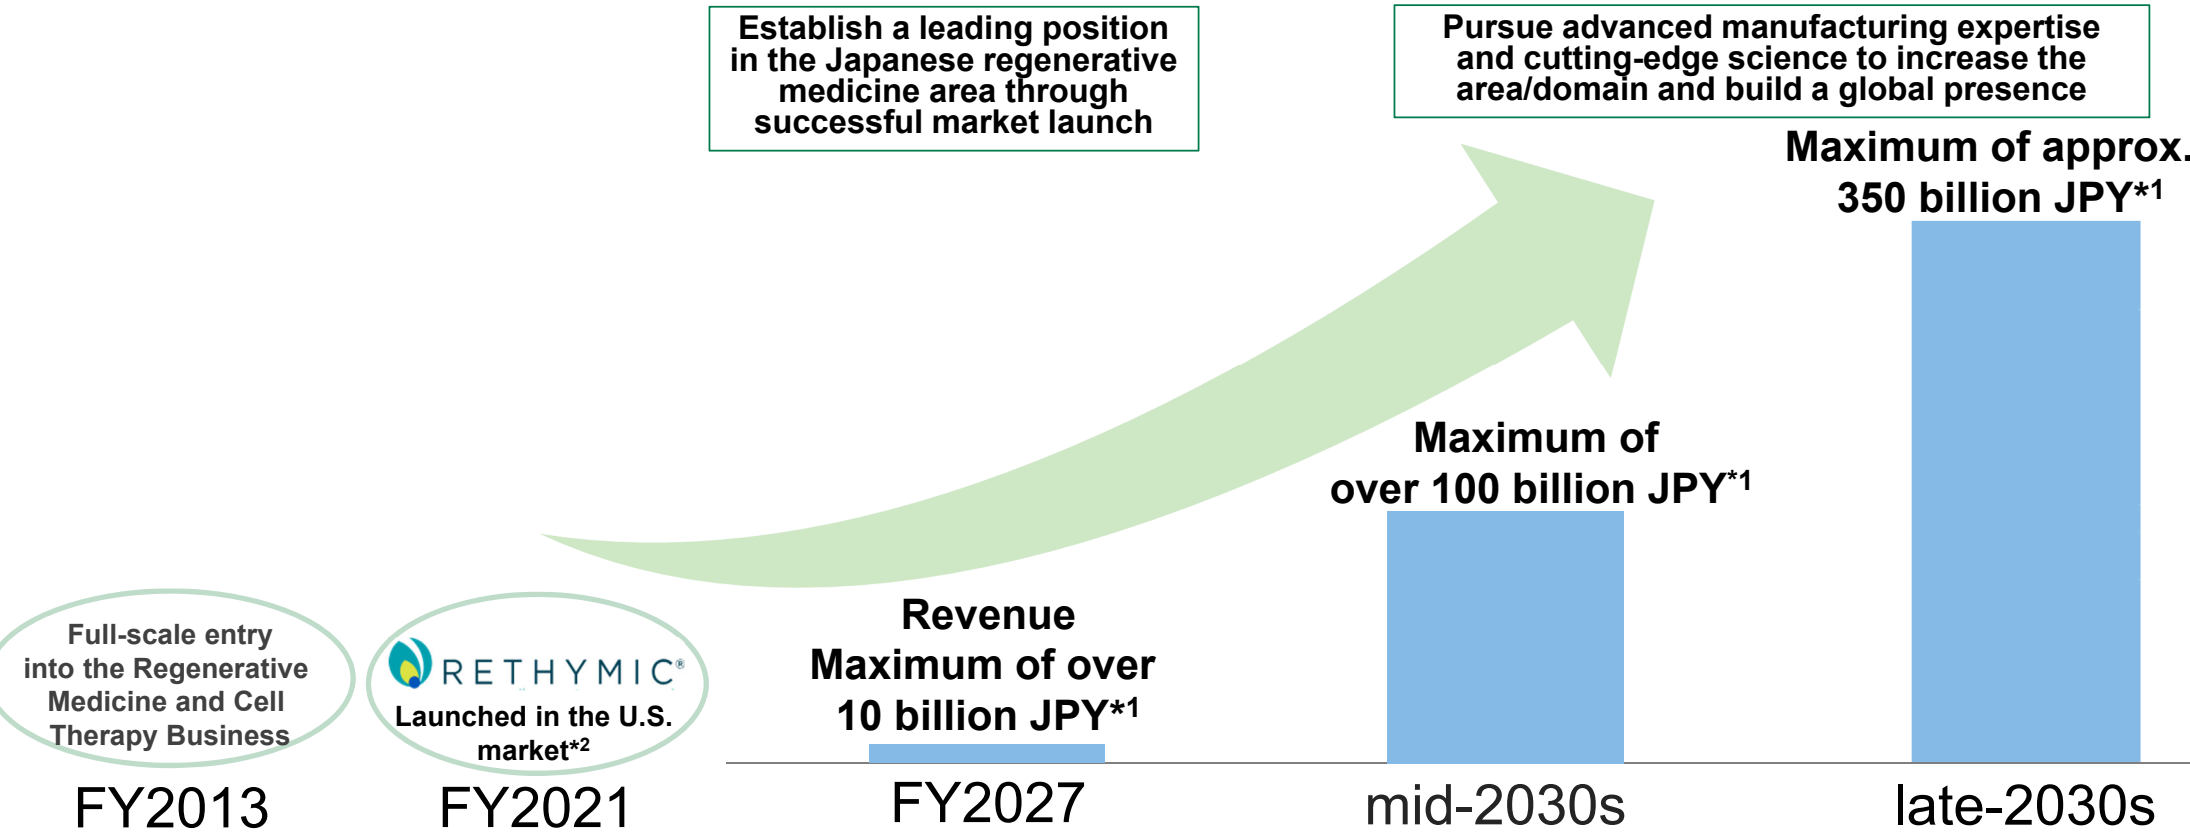 Establish a leading position
in the Japanese regenerative
medicine area through
successful market launch
Pursue advanced manufacturing expertise
and cutting-edge science to increase the
area/domain and build a global presence
Maximum of approx.
350 billion JPY*1
Maximum of
over 100 billion JPY*1
Revenue
Maximum of over
10 billion JPY*1
Full-scale entry
into the Regenerative
Medicine and Cell
Therapy Business
RETHYMIC®
Launched in the U.S.
market*2
FY2013
FY2021
FY2027
mid-2030s
late-2030s